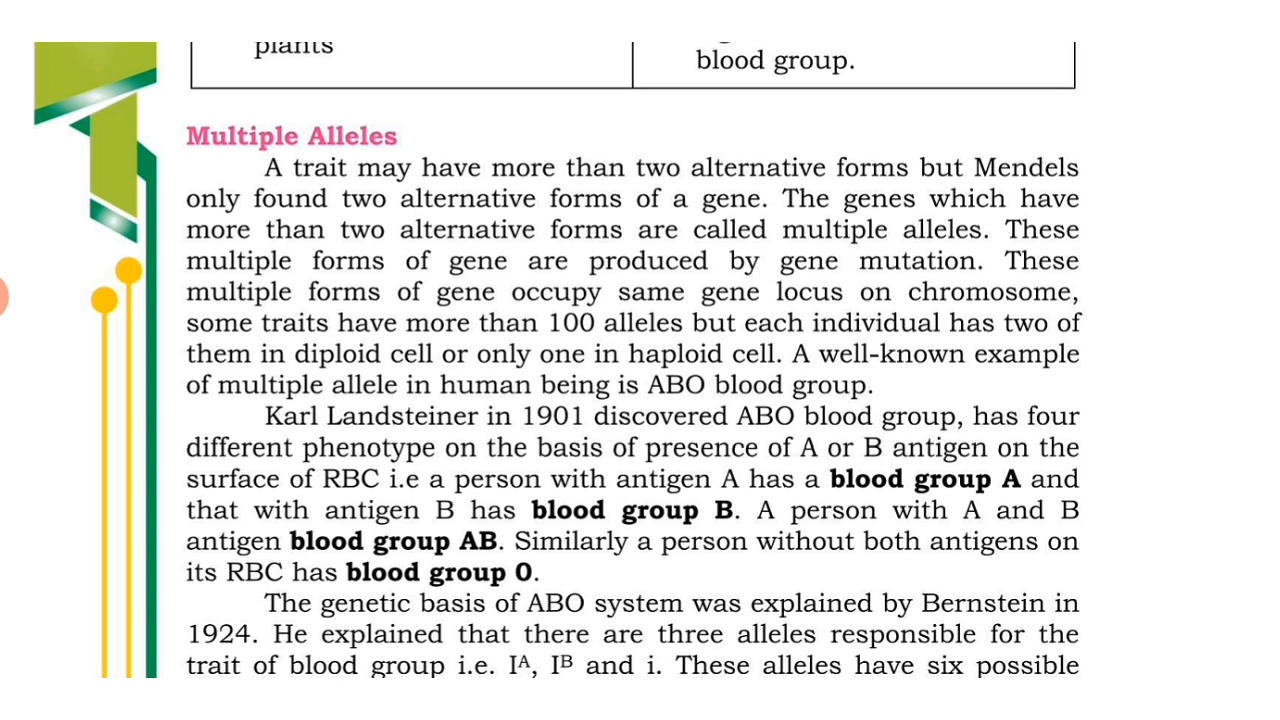 plants
blood group.
Multiple Alleles
A trait may have more than two alternative forms but Mendels
only found two alternative forms of a gene. The genes which have
more than two alternative forms are called multiple alleles. These
multiple forms of gene are produced by gene mutation. These
multiple forms of gene occupy same gene locus on chromosome,
some traits have more than 100 alleles but each individual has two of
them in diploid cell or only one in haploid cell. A well-known example
of multiple allele in human being is ABO blood group.
Karl Landsteiner in 1901 discovered ABO blood group, has four
different phenotype on the basis of presence of A or B antigen on the
surface of RBC i.e a person with antigen A has a blood group A and
that with antigen B has blood group B. A person with A and B
antigen blood group AB. Similarly a person without both antigens on
its RBC has blood group 0.
The genetic basis of ABO system was explained by Bernstein in
1924. He explained that there are three alleles responsible for the
trait of blood group i.e. Iᴬ, Iᴮ and i. These alleles have six possible